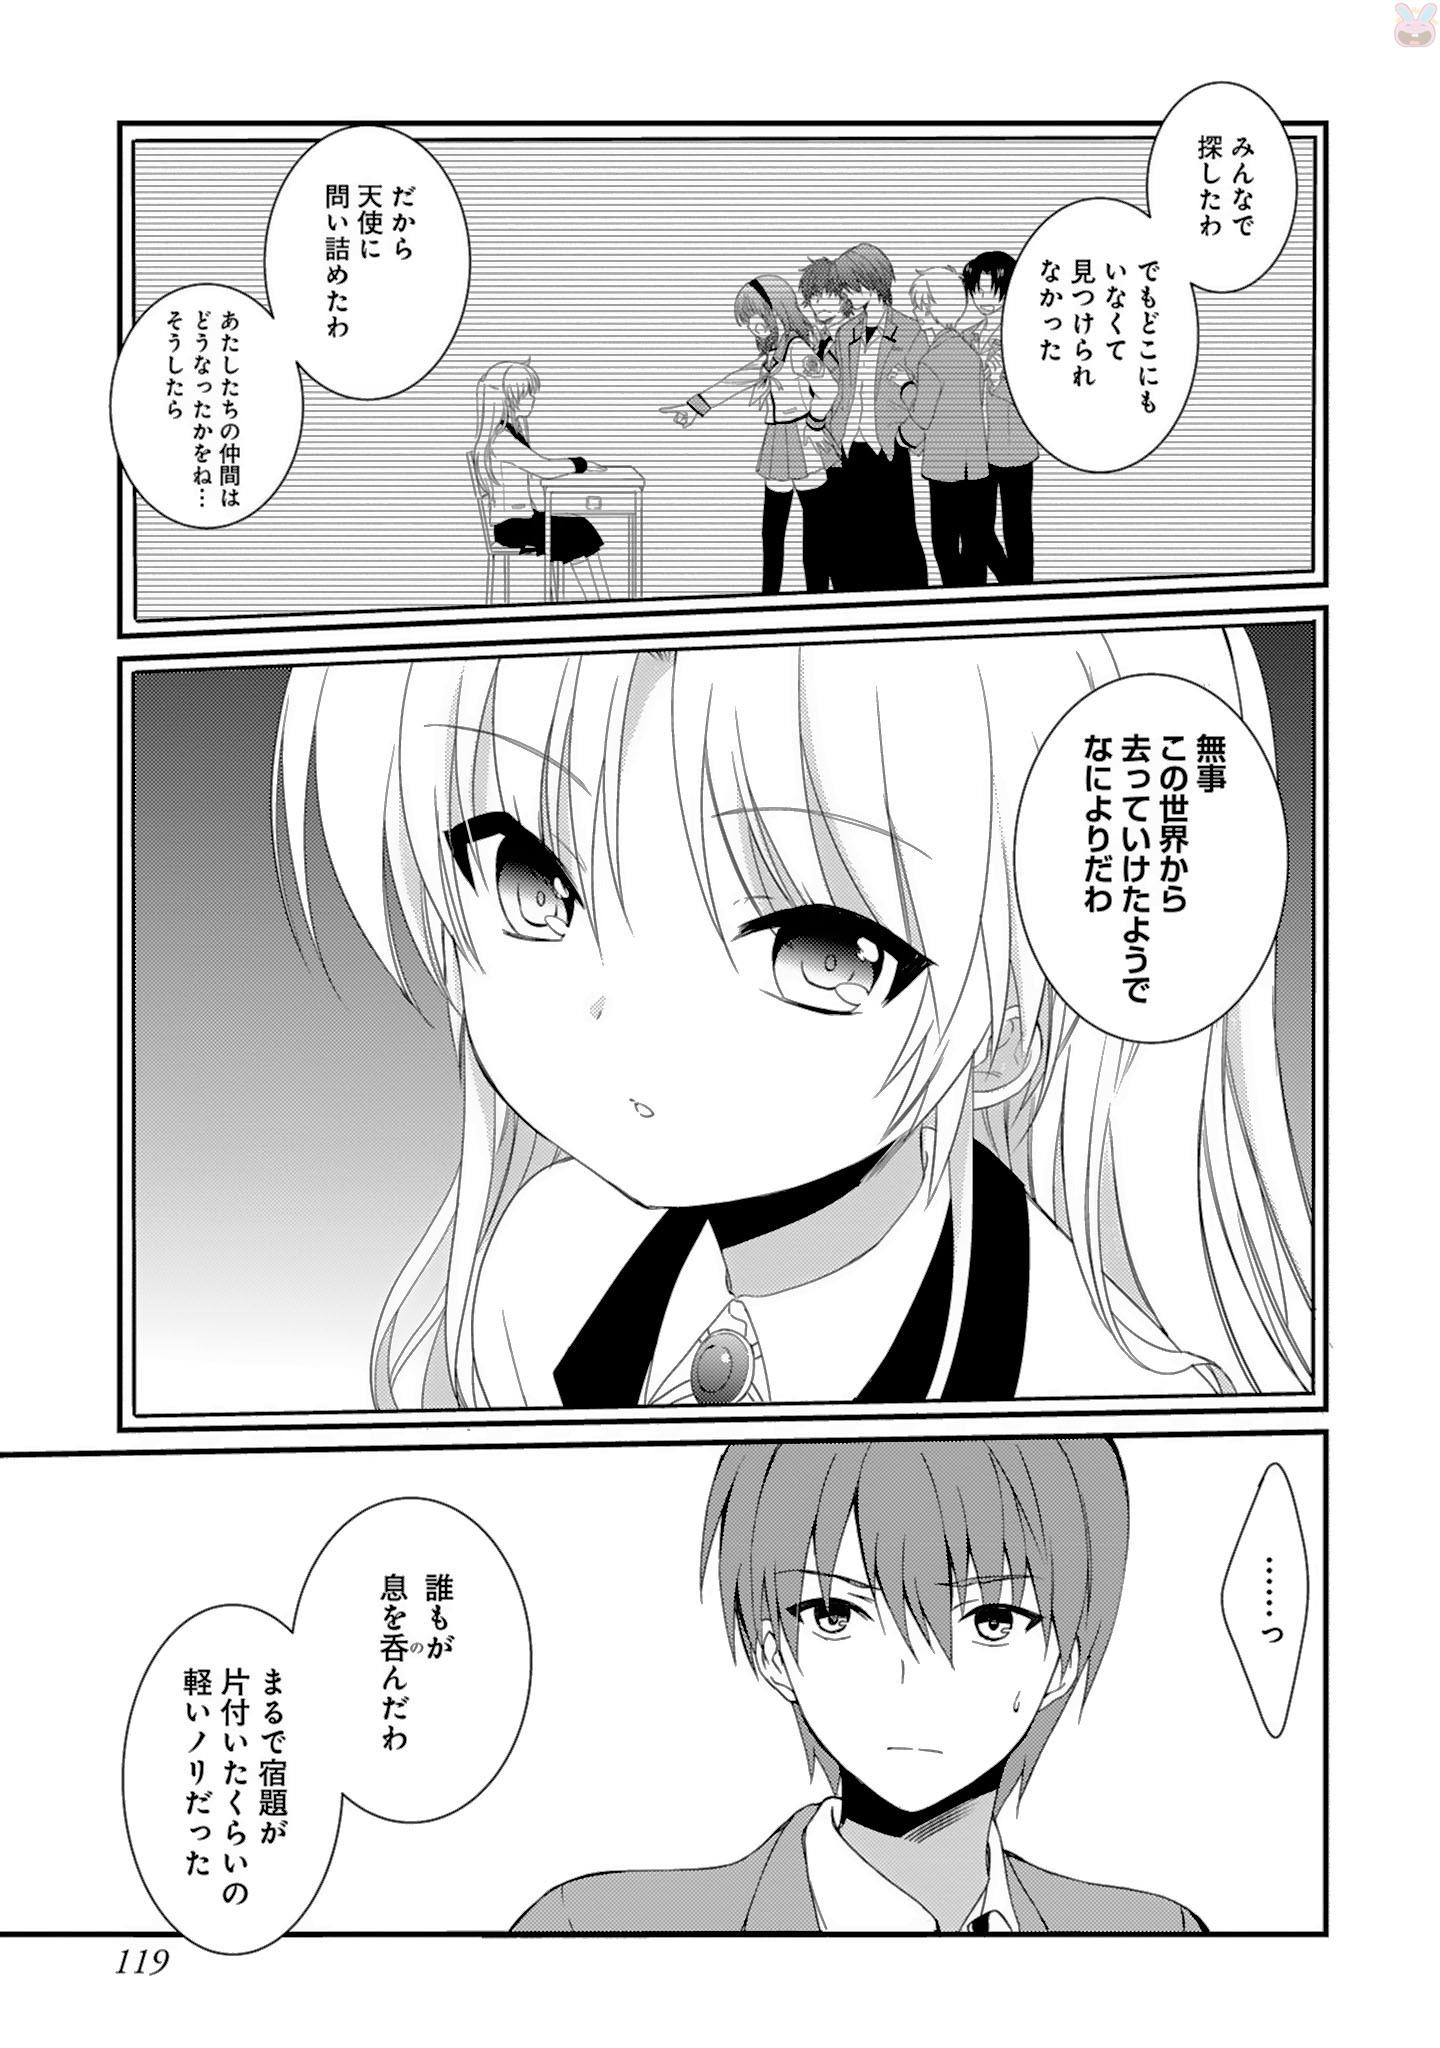 みんなで
探したわ
でもどこにも
いなくて
見つけられ
なかった
だから
天使に
問い詰めたわ
あたしたちの仲間は
どうなったかをね…
そうしたら
無事
この世界から
去っていけたようで
なによりだわ
……っ
誰もが
息を呑んだわ
の
まるで宿題が
片付いたくらいの
軽いノリだった
119